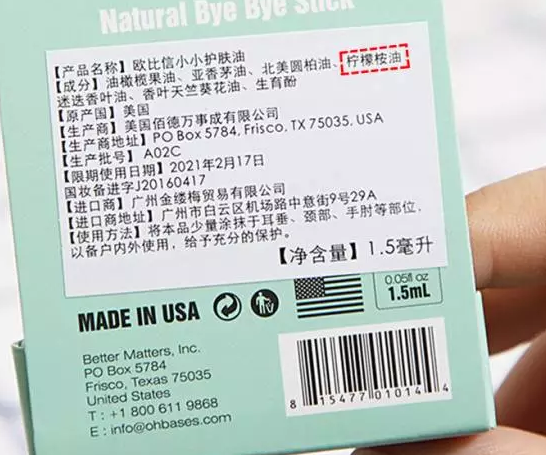 Natural Bye Bye Stick
【产品名称】欧比信小小护肤油
【成分】油橄榄果油、亚香茅油、北美圆柏油、柠檬桉油、
迷迭香叶油、香叶天竺葵花油、生育酚
【原产国】美国
【生产商】美国佰德万事成有限公司
【生产商地址】PO Box 5784, Frisco, TX 75035, USA
【生产批号】A02C
【限期使用日期】2021年2月17日
国妆备进字J20160417
【进口商】广州金缕梅贸易有限公司
【进口商地址】广州市白云区机场路中意街9号29A
【使用方法】将本品少量涂抹于耳垂、颈部、手肘等部位，
以备户内外使用，给予充分的保护。
【净含量】1.5毫升
0.05fl oz
1.5mL
MADE IN USA
Better Matters, Inc.
PO Box 5784
Frisco, Texas 75035
United States
T : +1 800 611 9868
E : info@ohbases.com
8 15477 01014 4